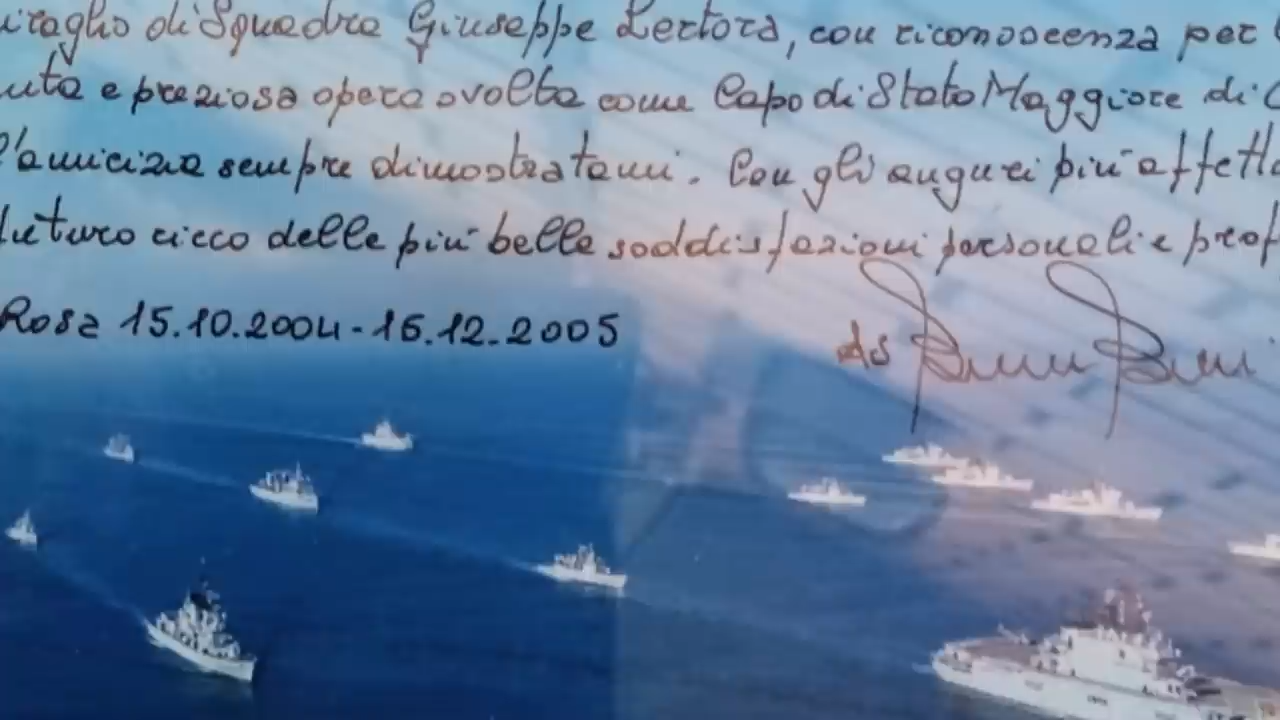 iraglio di Squadra Giuseppe Lertora, con riconoscenza per
uta e preziosa opera svolta come Capo di Stato Maggiore di
l'amicizia sempre dimostratami. Con gli auguri più affett
futuro ricco delle più belle soddisfazioni personali e prof
Rosa 15.10.2004 - 16.12.2005